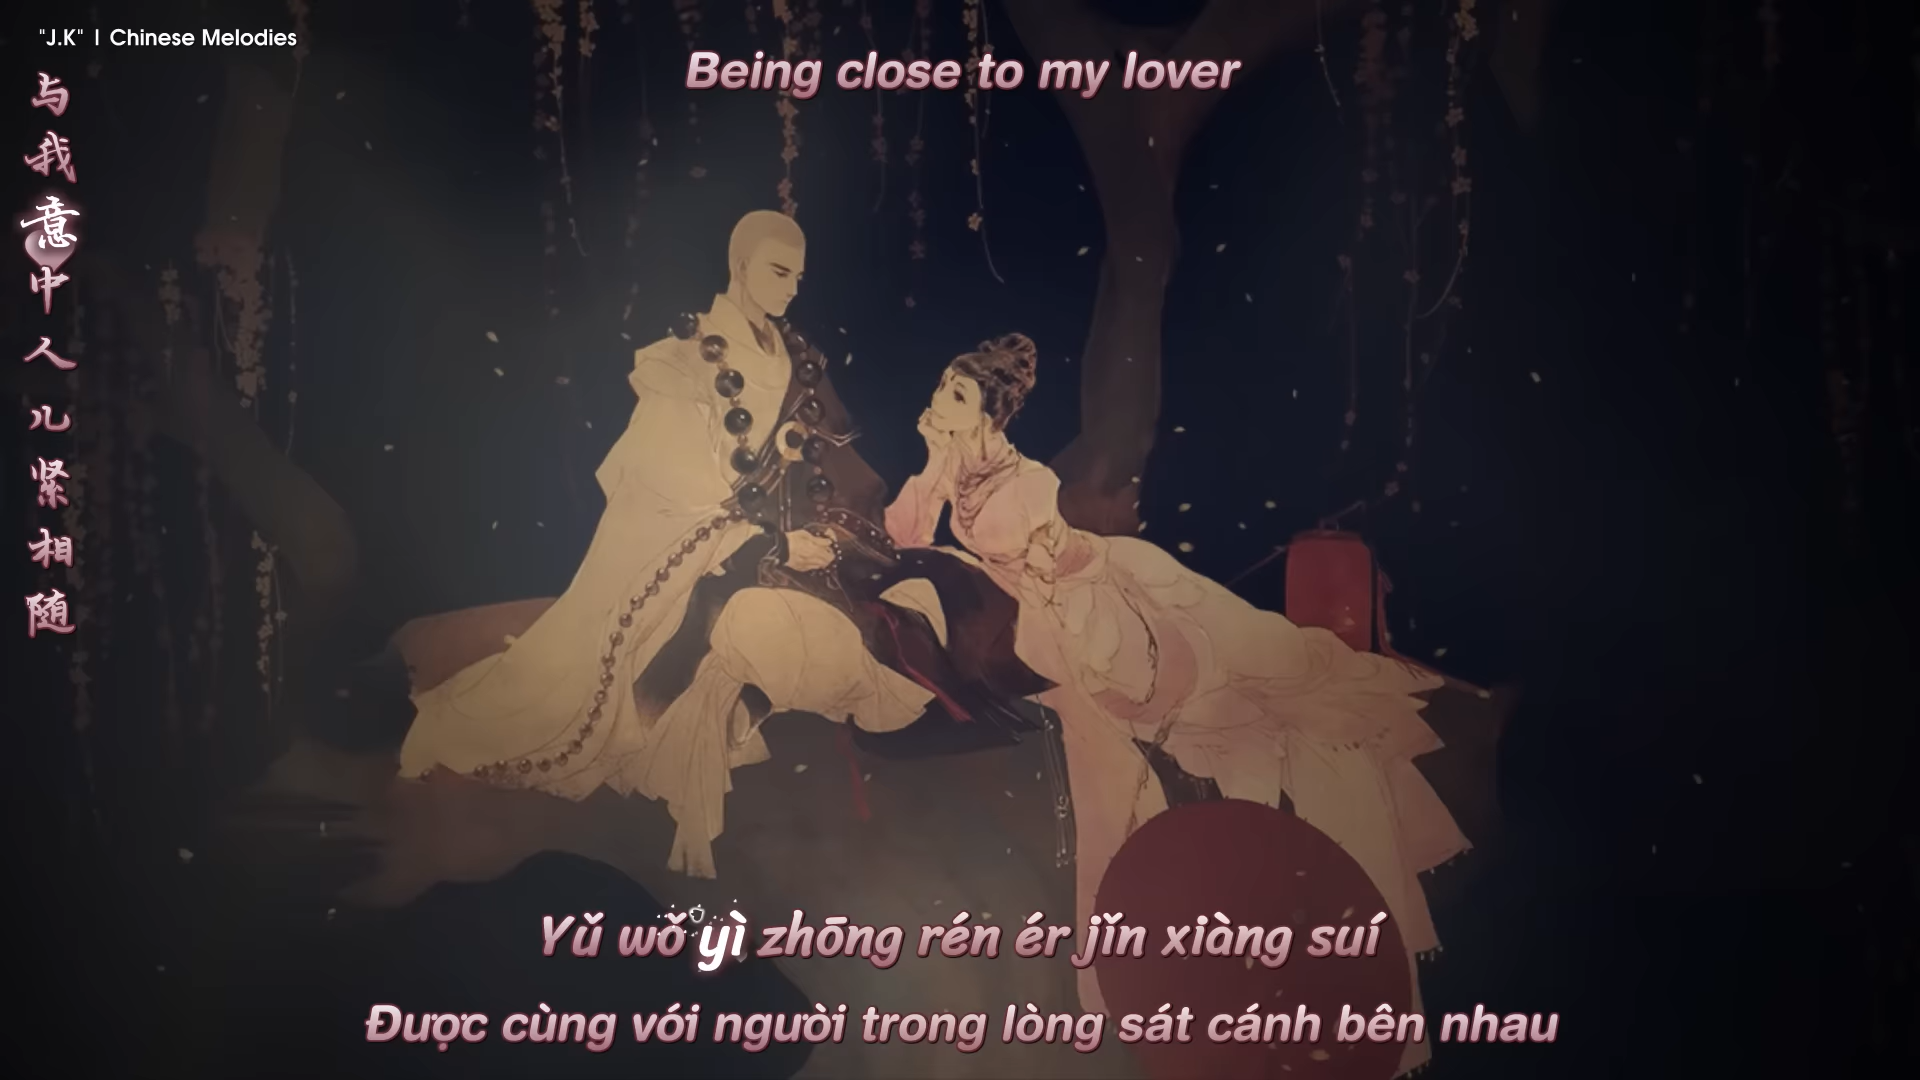 "J.K" | Chinese Melodies
Being close to my lover
与我意中人儿紧相随
Yǔ wǒ yì zhōng rén ér jǐn xiàng suí
Được cùng với người trong lòng sát cánh bên nhau